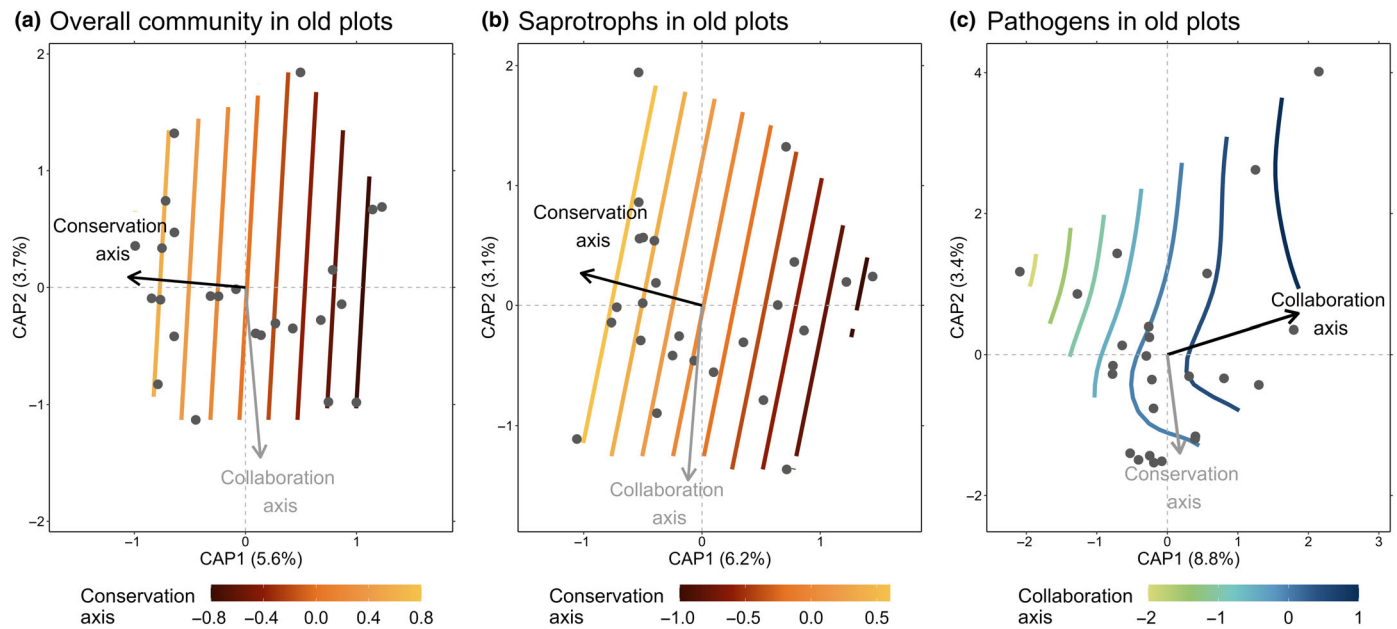 (a) Overall community in old plots
2
1
0
−1
−2
CAP2 (3.7%)
Conservation
axis
Collaboration
axis
−1
0
1
CAP1 (5.6%)
Conservation
axis
−0.8
−0.4
0.0
0.4
0.8
(b) Saprotrophs in old plots
2
1
0
−1
CAP2 (3.1%)
Conservation
axis
Collaboration
axis
−1
0
1
CAP1 (6.2%)
Conservation
axis
−1.0
−0.5
0.0
0.5
(c) Pathogens in old plots
4
2
0
−2
CAP2 (3.4%)
Collaboration
axis
Conservation
axis
−2
−1
0
1
2
3
CAP1 (8.8%)
Collaboration
axis
−2
−1
0
1